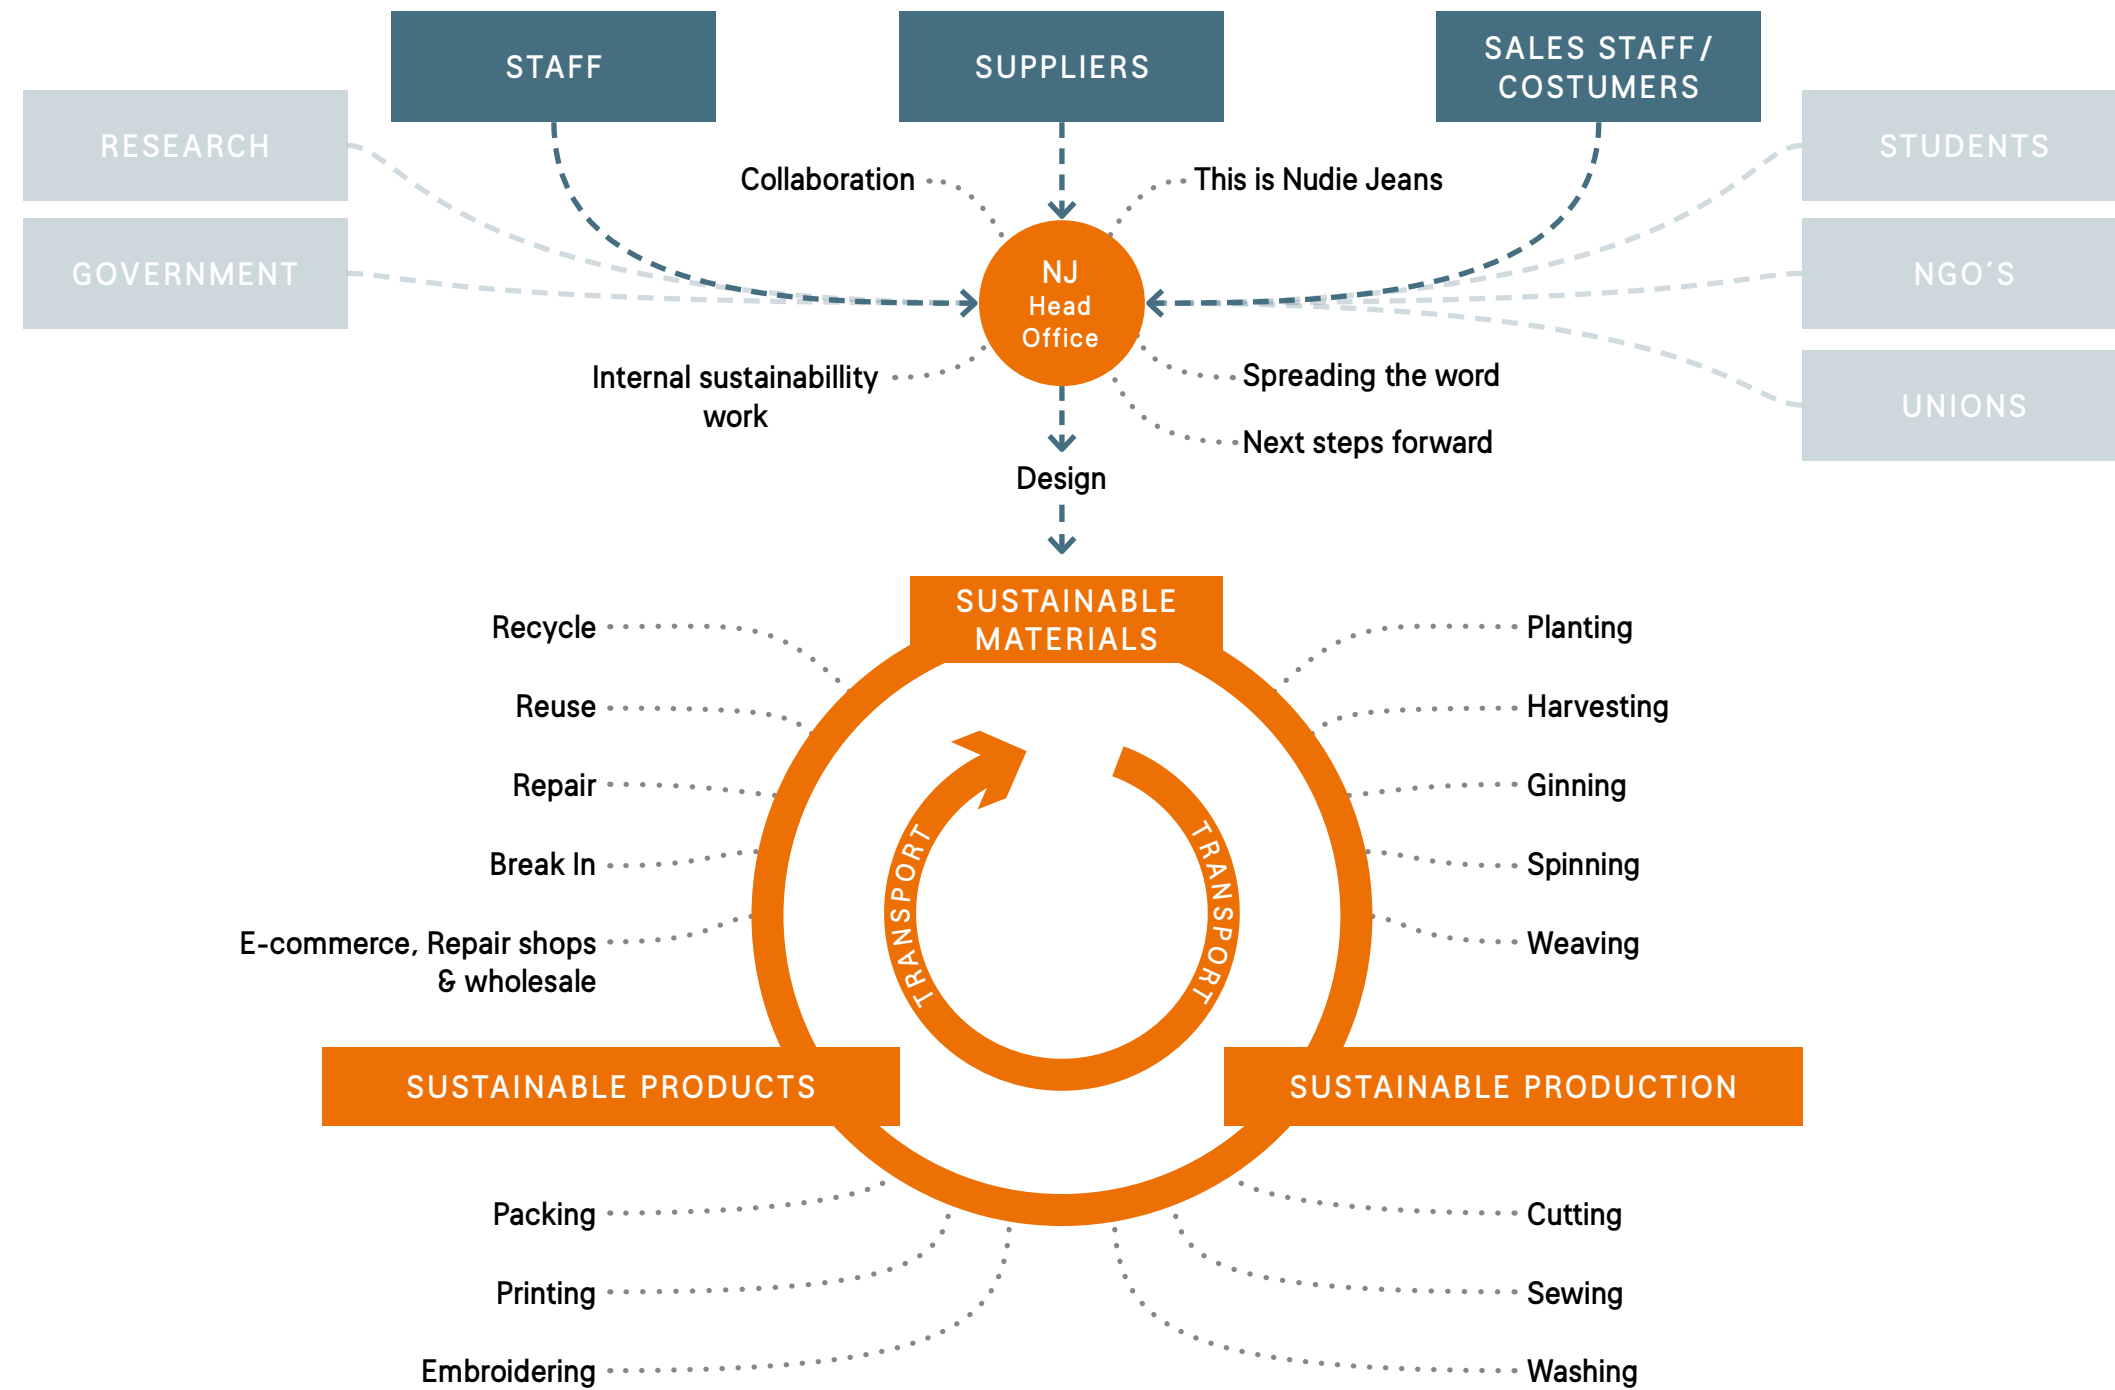 STAFF
SUPPLIERS
SALES STAFF/
COSTUMERS
RESEARCH
STUDENTS
GOVERNMENT
NGO´S
UNIONS
Collaboration
This is Nudie Jeans
NJ
Head
Office
Internal sustainabillity
work
Spreading the word
Next steps forward
Design
SUSTAINABLE
MATERIALS
Recycle
Reuse
Repair
Break In
E-commerce, Repair shops
& wholesale
Planting
Harvesting
Ginning
Spinning
Weaving
TRANSPORT
TRANSPORT
SUSTAINABLE PRODUCTS
SUSTAINABLE PRODUCTION
Packing
Printing
Embroidering
Cutting
Sewing
Washing